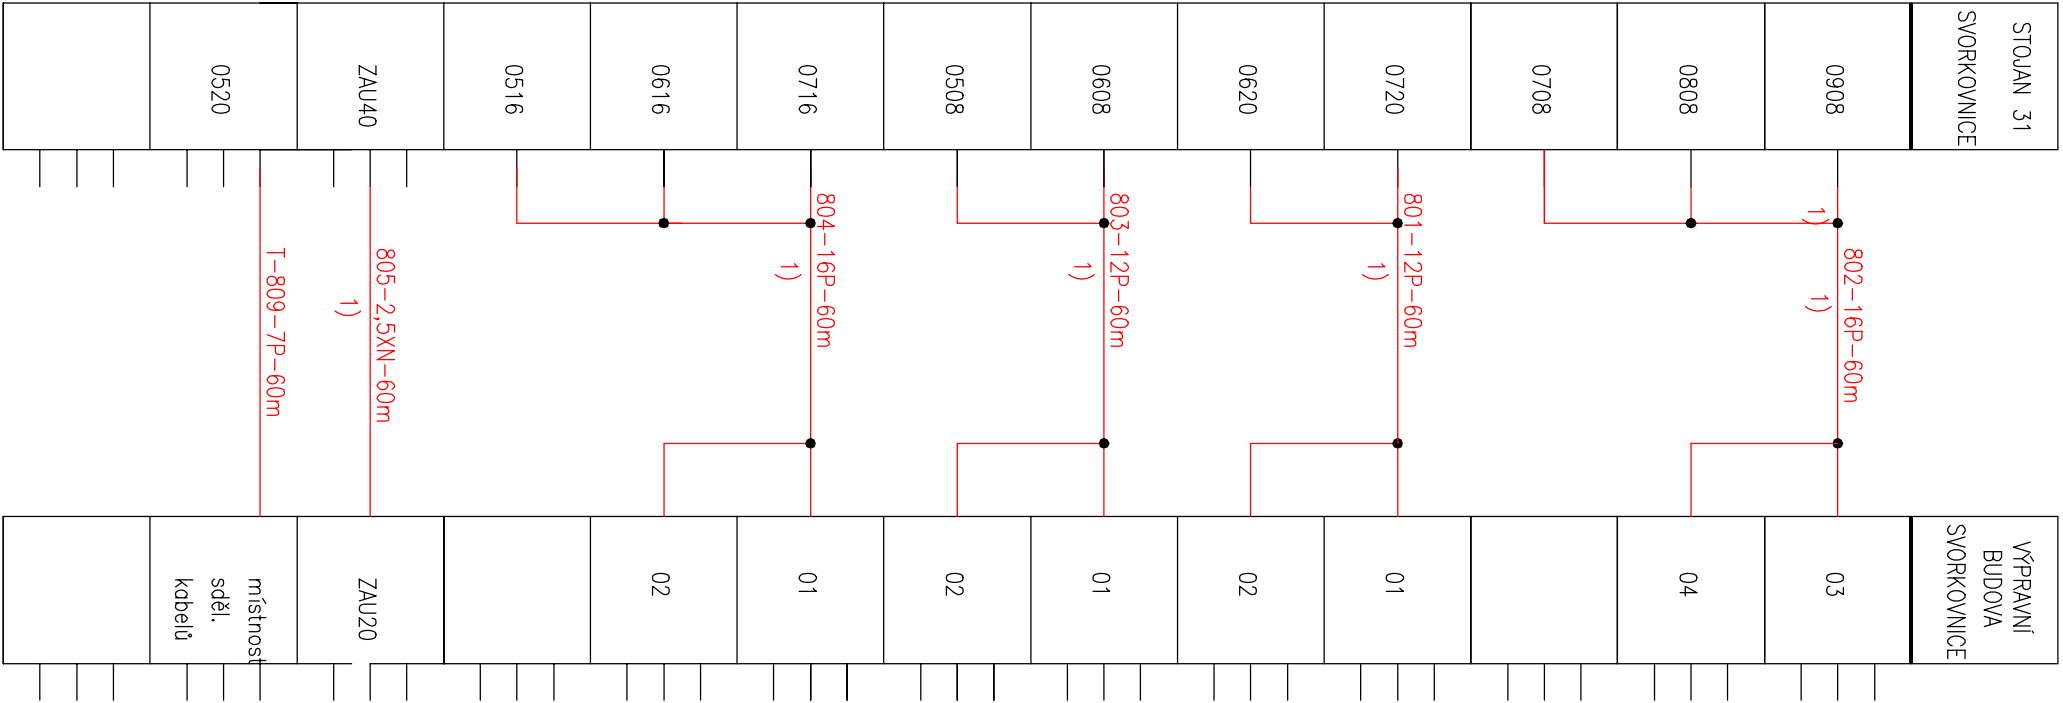 STOJAN 31
SVORKOVNICE
0908
0808
0708
0720
0620
0608
0508
0716
0616
0516
ZAU40
0520
1)
802-16P-60m
1)
801-12P-60m
1)
803-12P-60m
1)
804-16P-60m
1)
805-2,5XN-60m
1)
T-809-7P-60m
VÝPRAVNÍ
BUDOVA
SVORKOVNICE
03
04
01
02
01
02
01
02
ZAU20
místnost
sděl.
kabelů